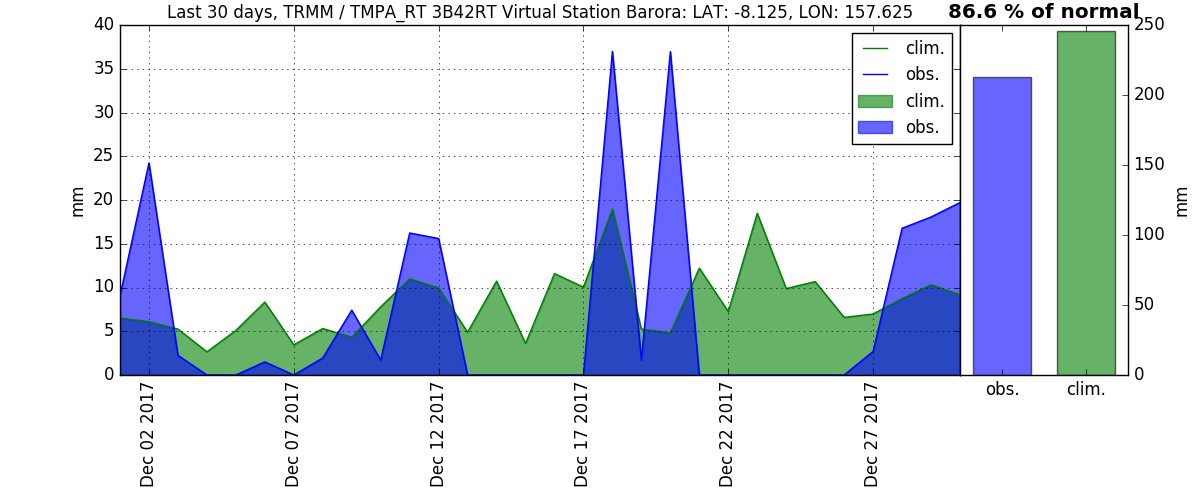 Last 30 days, TRMM / TMPA_RT 3B42RT Virtual Station Barora: LAT: -8.125, LON: 157.625
86.6 % of normal
40
35
30
25
20
15
10
5
0
mm
clim.
obs.
clim.
obs.
250
200
150
100
50
0
mm
Dec 02 2017
Dec 07 2017
Dec 12 2017
Dec 17 2017
Dec 22 2017
Dec 27 2017
obs.
clim.